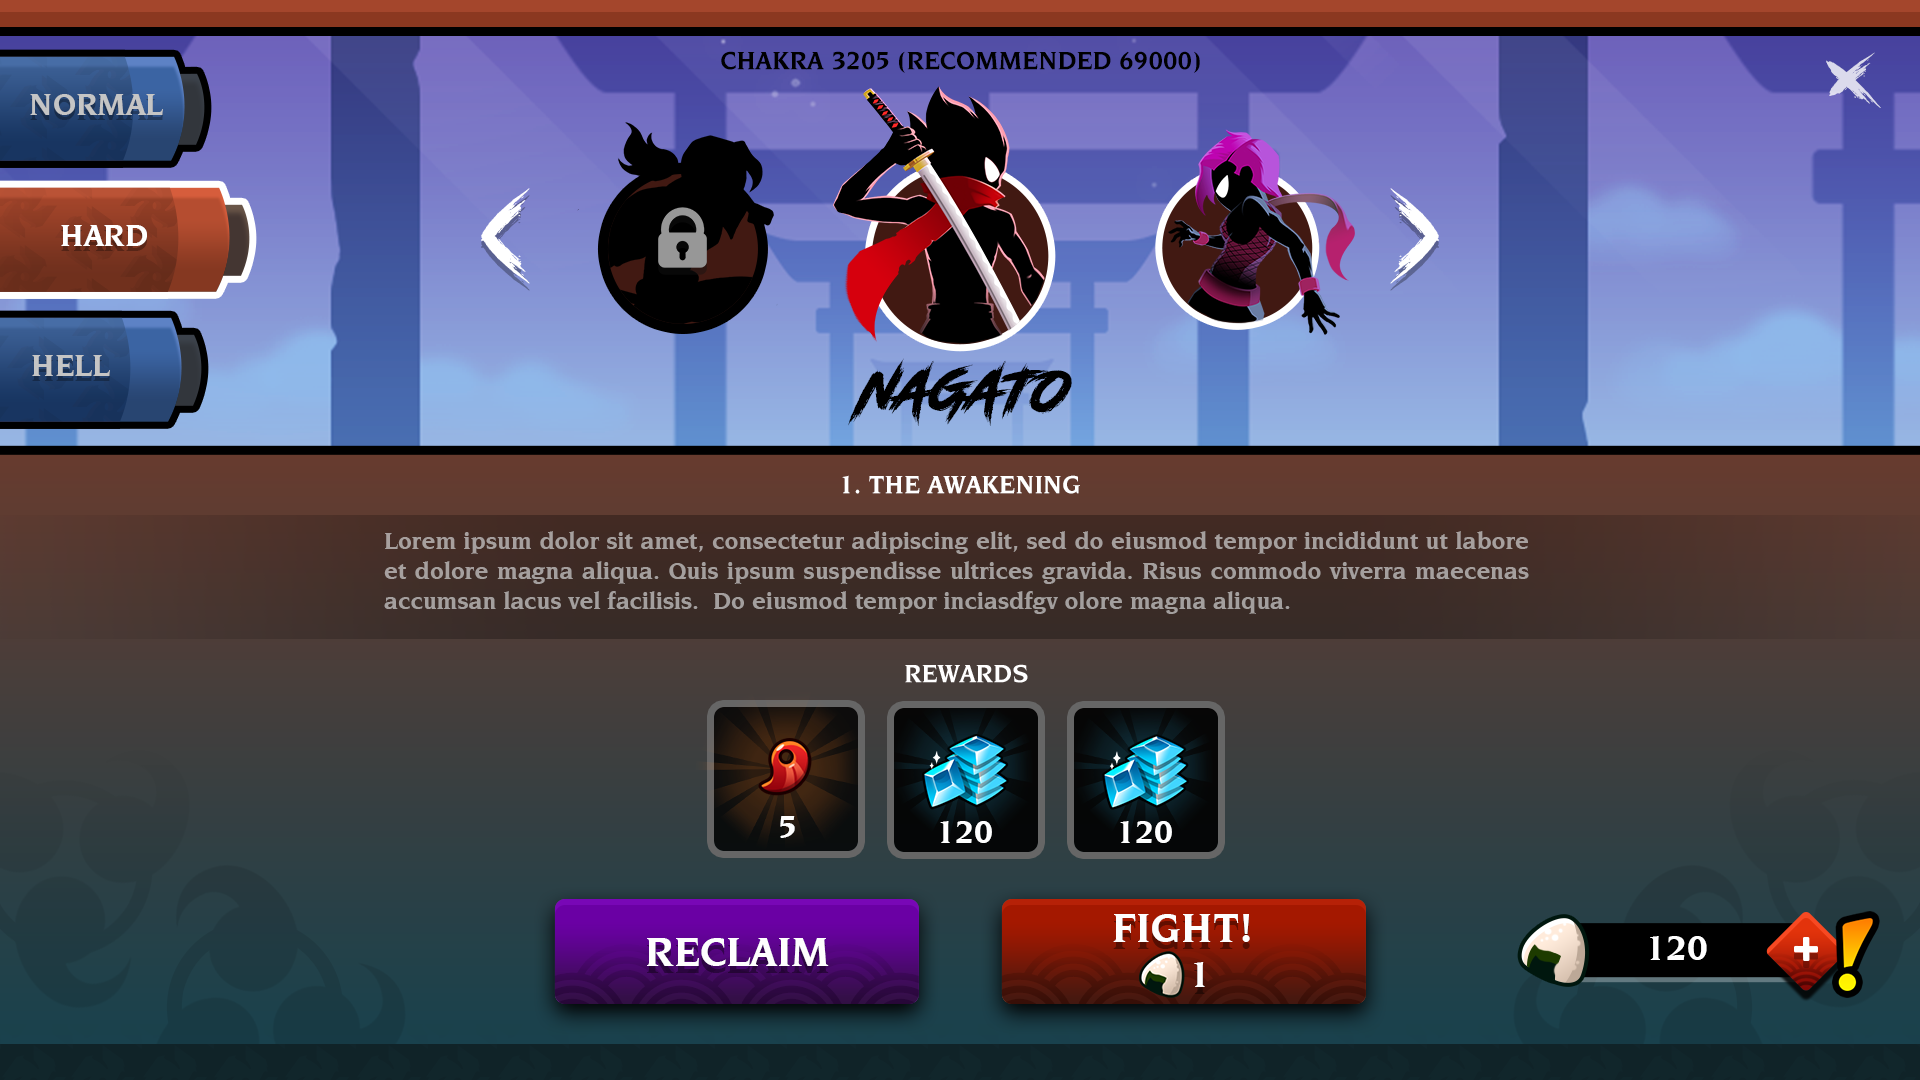 CHAKRA 3205 (RECOMMENDED 69000)
NORMAL
HARD
HELL
NAGATO
1. THE AWAKENING
Lorem ipsum dolor sit amet, consectetur adipiscing elit, sed do eiusmod tempor incididunt ut labore
et dolore magna aliqua. Quis ipsum suspendisse ultrices gravida. Risus commodo viverra maecenas
accumsan lacus vel facilisis.  Do eiusmod tempor inciasdfgv olore magna aliqua.
REWARDS
5
120
120
RECLAIM
FIGHT!
1
120